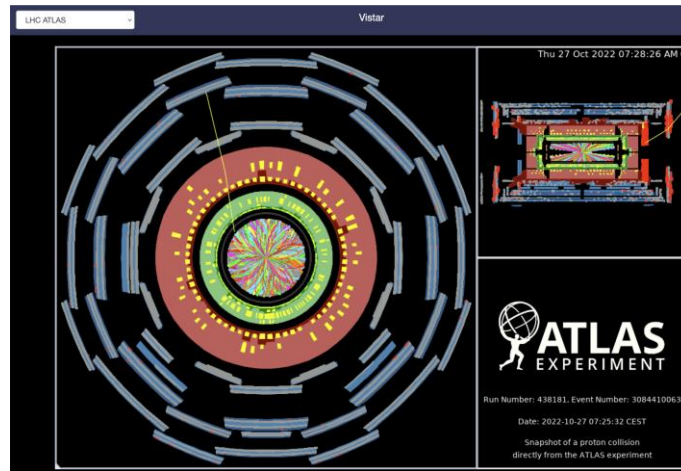 LHC ATLAS
Vistar
Thu 27 Oct 2022 07:28:26 AM
ATLAS
EXPERIMENT
Run Number: 438181, Event Number: 3084410063
Date: 2022-10-27 07:25:32 CEST
Snapshot of a proton collision
directly from the ATLAS experiment